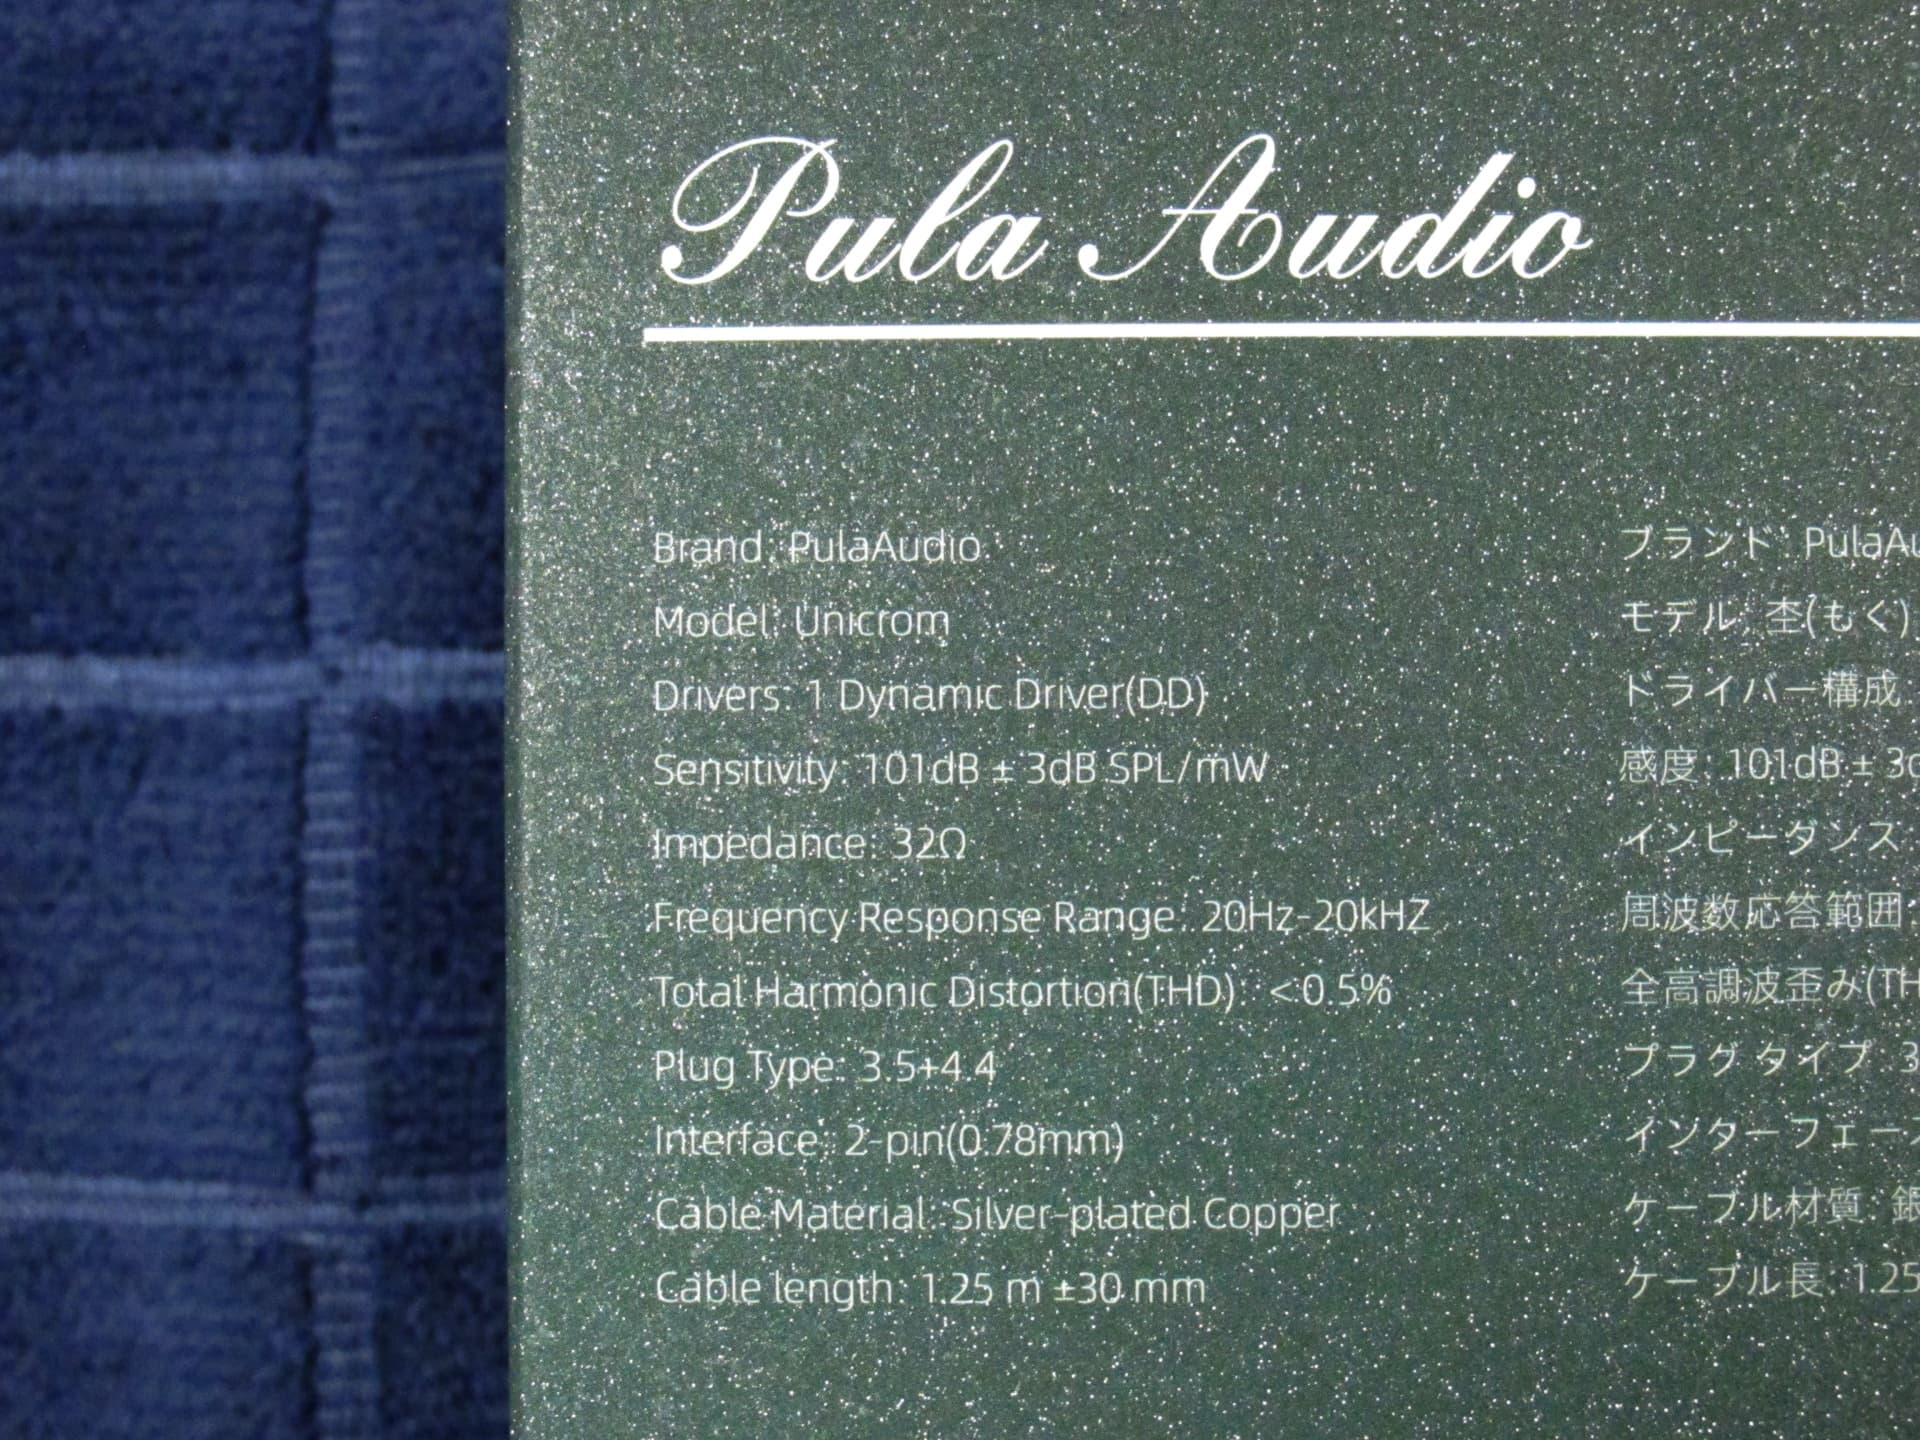 Pula Audio
Brand: PulaAudio
Model: Unicrom
Drivers: 1 Dynamic Driver(DD)
Sensitivity: 101dB ± 3dB SPL/mW
Impedance: 32Ω
Frequency Response Range: 20Hz-20kHZ
Total Harmonic Distortion(THD): <0.5%
Plug Type: 3.5+4.4
Interface: 2-pin(0.78mm)
Cable Material: Silver-plated Copper
Cable length: 1.25 m ±30 mm
ブランド: PulaAu
モデル: 杢(もく)
ドライバー構成
感度: 101dB ± 3d
インピーダンス
周波数応答範囲:
全高調波歪み(TH
プラグ タイプ: 3
インターフェース
ケーブル材質: 銀
ケーブル長: 1.25